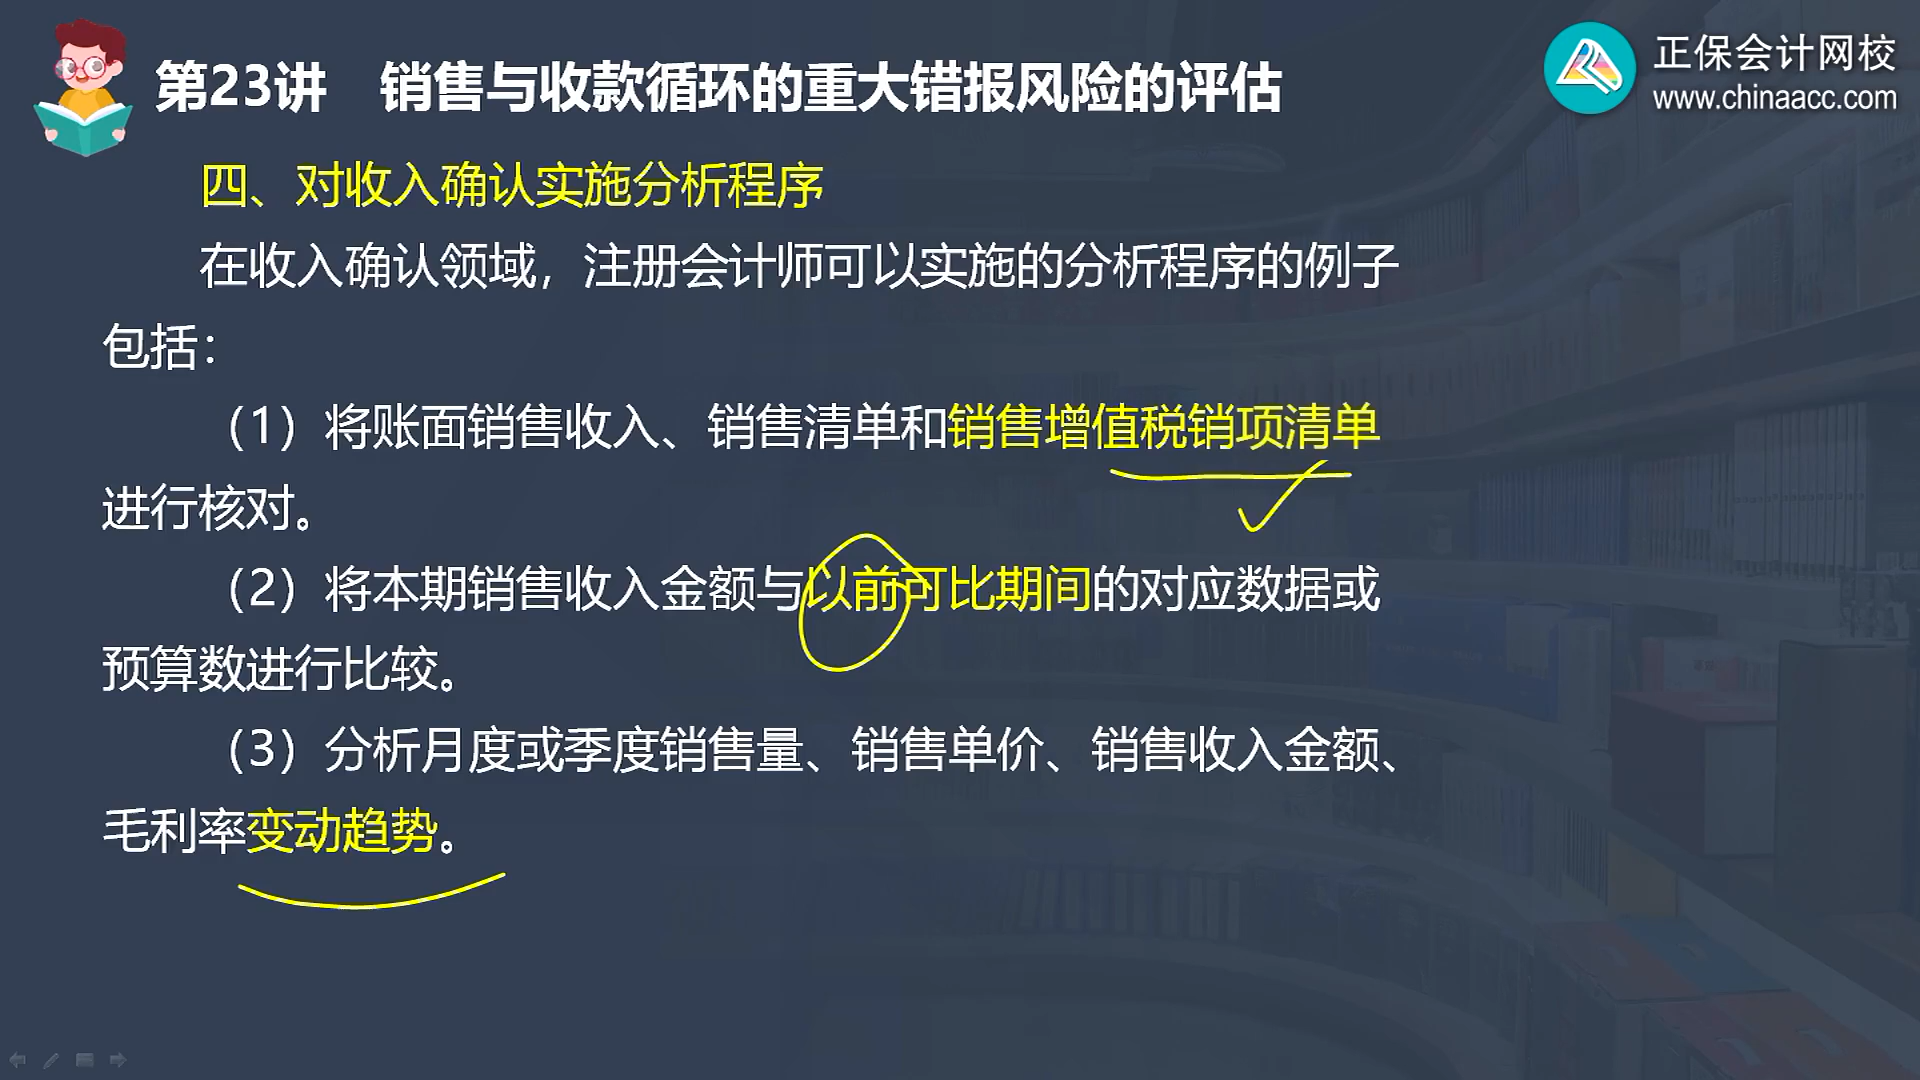 第23讲　销售与收款循环的重大错报风险的评估
正保会计网校
www.chinaacc.com
四、对收入确认实施分析程序
在收入确认领域，注册会计师可以实施的分析程序的例子
包括：
（1）将账面销售收入、销售清单和销售增值税销项清单
进行核对。
（2）将本期销售收入金额与以前可比期间的对应数据或
预算数进行比较。
（3）分析月度或季度销售量、销售单价、销售收入金额、
毛利率变动趋势。